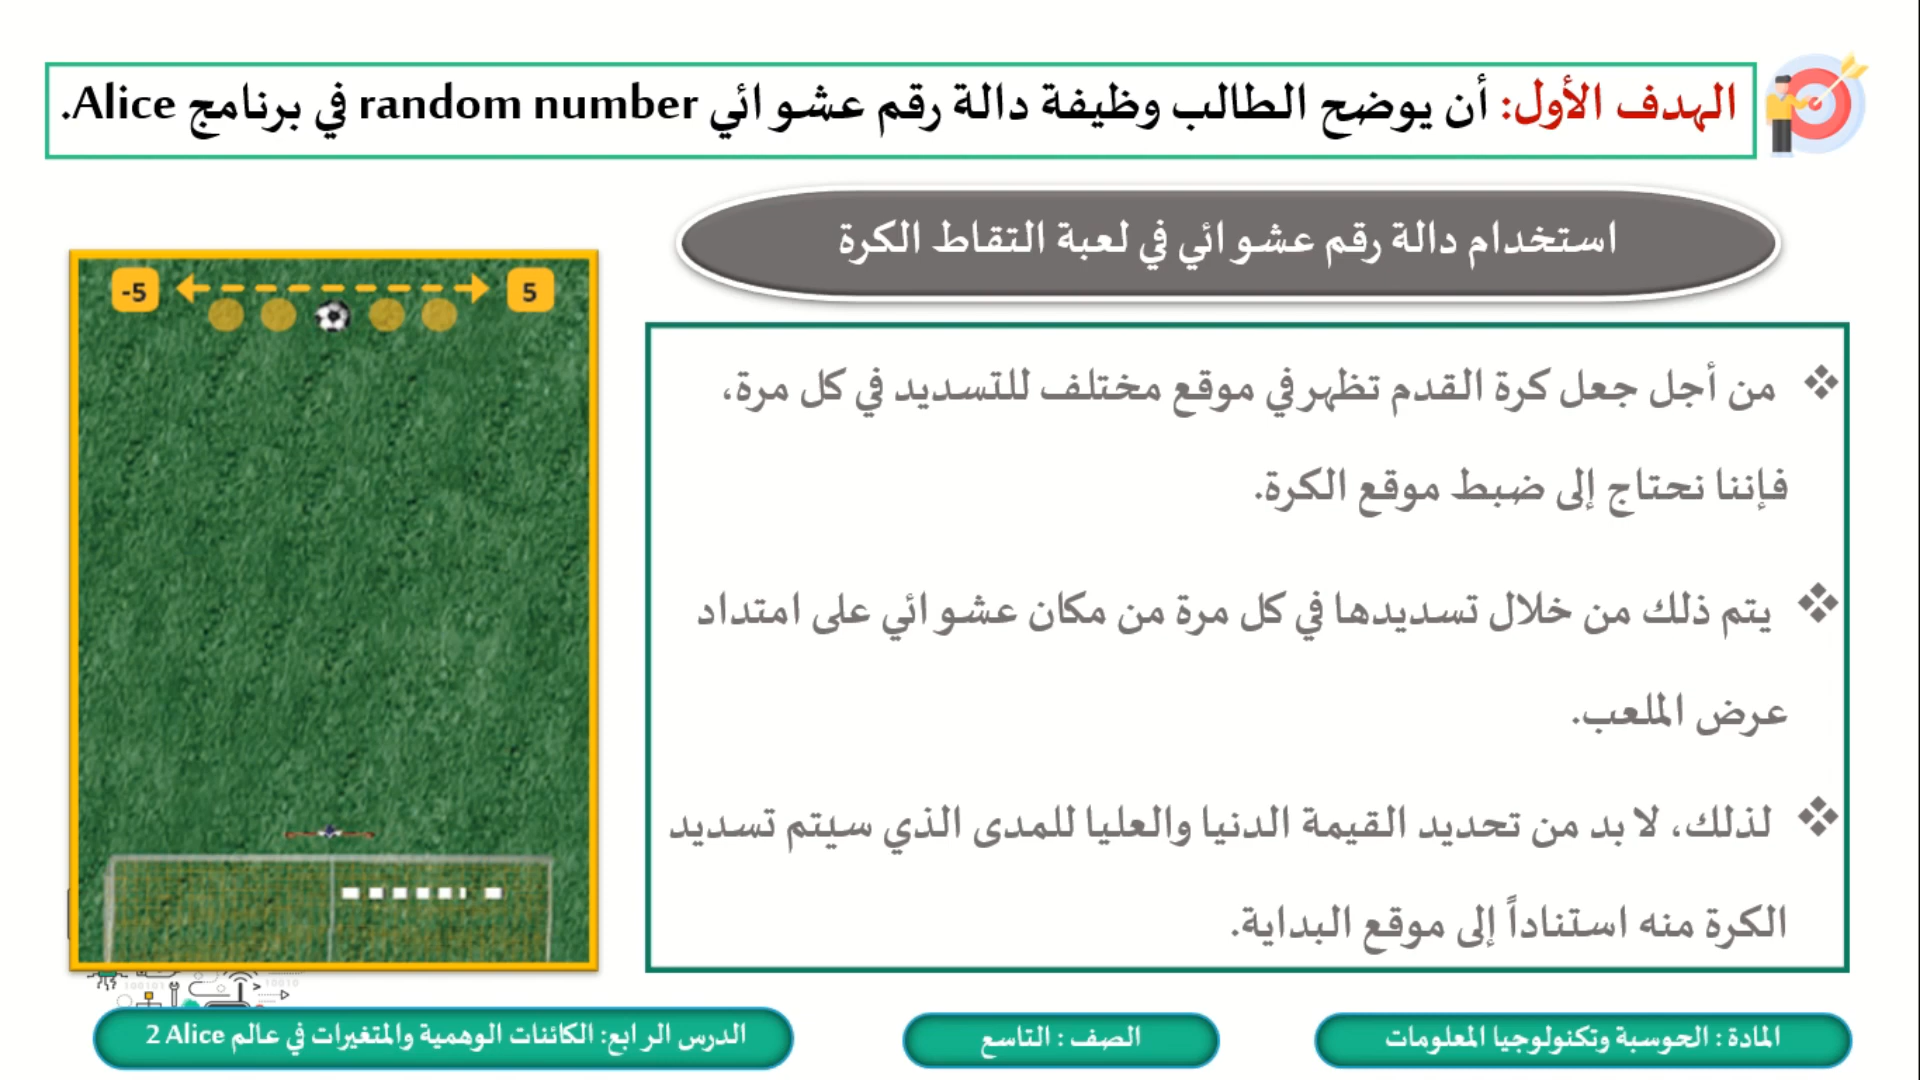 الهدف الأول: أن يوضح الطالب وظيفة دالة رقم عشوائي random number في برنامج Alice.
استخدام دالة رقم عشوائي في لعبة التقاط الكرة
-5
5
❖ من أجل جعل كرة القدم تظهر في موقع مختلف للتسديد في كل مرة،
فإننا نحتاج إلى ضبط موقع الكرة.
❖ يتم ذلك من خلال تسديدها في كل مرة من مكان عشوائي على امتداد
عرض الملعب.
❖ لذلك، لا بد من تحديد القيمة الدنيا والعليا للمدى الذي سيتم تسديد
الكرة منه استناداً إلى موقع البداية.
المادة : الحوسبة وتكنولوجيا المعلومات
الصف : التاسع
الدرس الرابع: الكائنات الوهمية والمتغيرات في عالم Alice 2